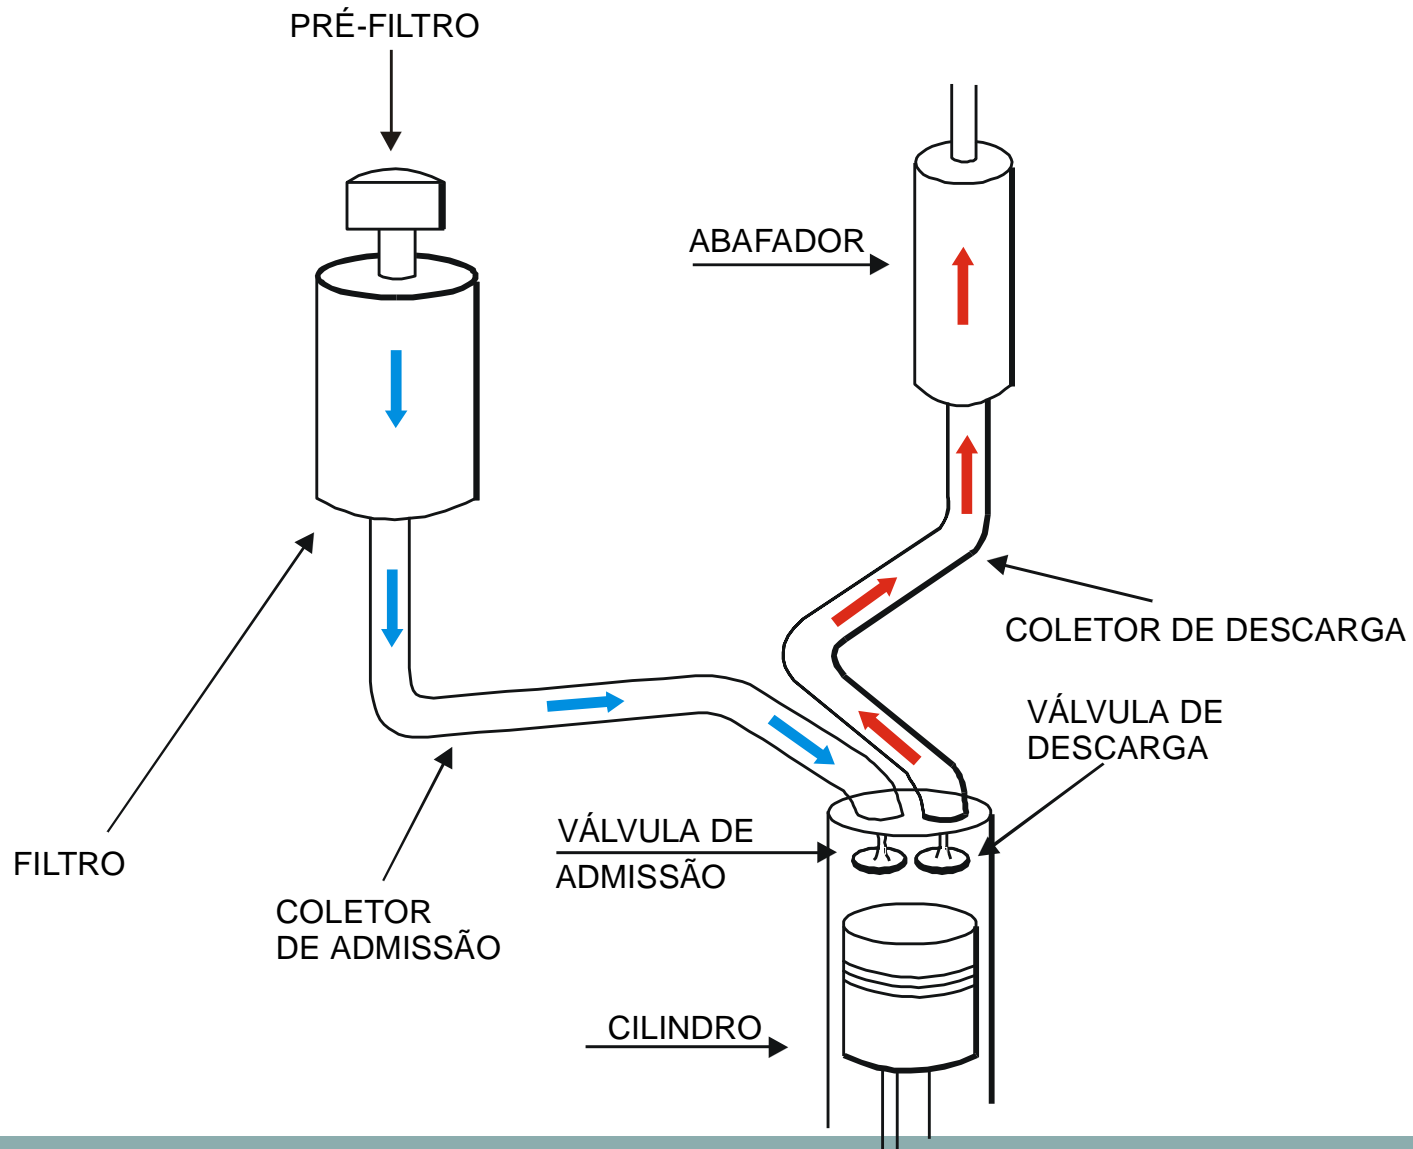 PRÉ-FILTRO
ABAFADOR
COLETOR DE DESCARGA
VÁLVULA DE
DESCARGA
VÁLVULA DE
ADMISSÃO
FILTRO
COLETOR
DE ADMISSÃO
CILINDRO